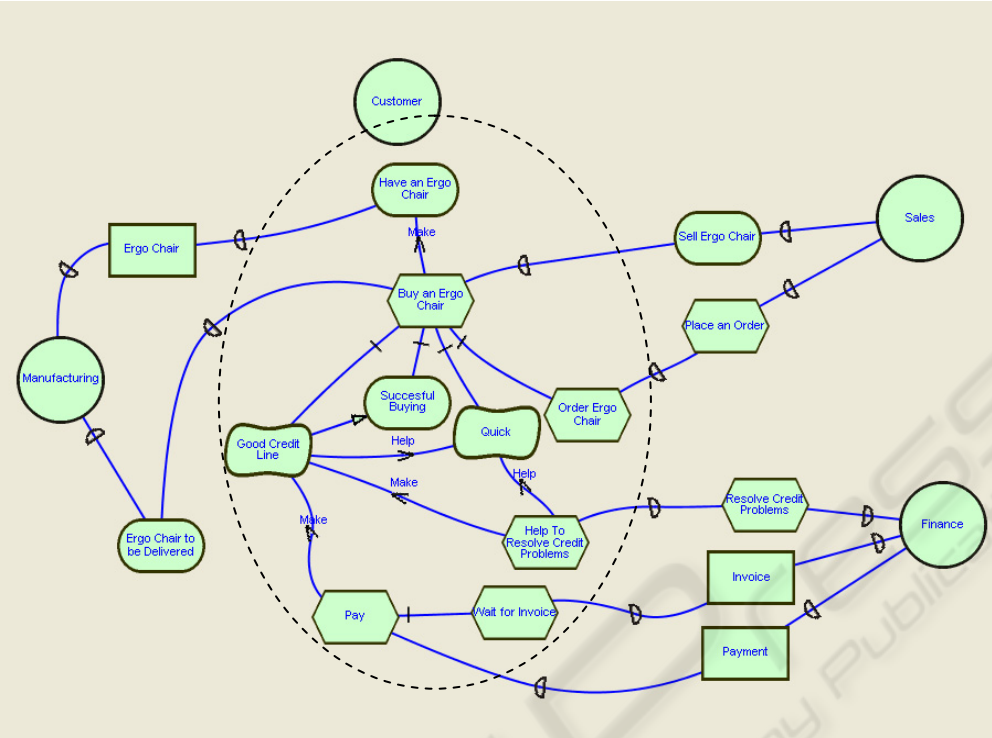 Customer
Have an Ergo
Chair
Make
Ergo Chair
Sales
Sell Ergo Chair
Buy an Ergo
Chair
Place an Order
Manufacturing
Succesful
Buying
Order Ergo
Chair
Quick
Good Credit
Line
Help
Make
Help
Resolve Credit
Problems
Finance
Make
Help To
Resolve Credit
Problems
Ergo Chair to
be Delivered
Invoice
Pay
Wait for Invoice
Payment